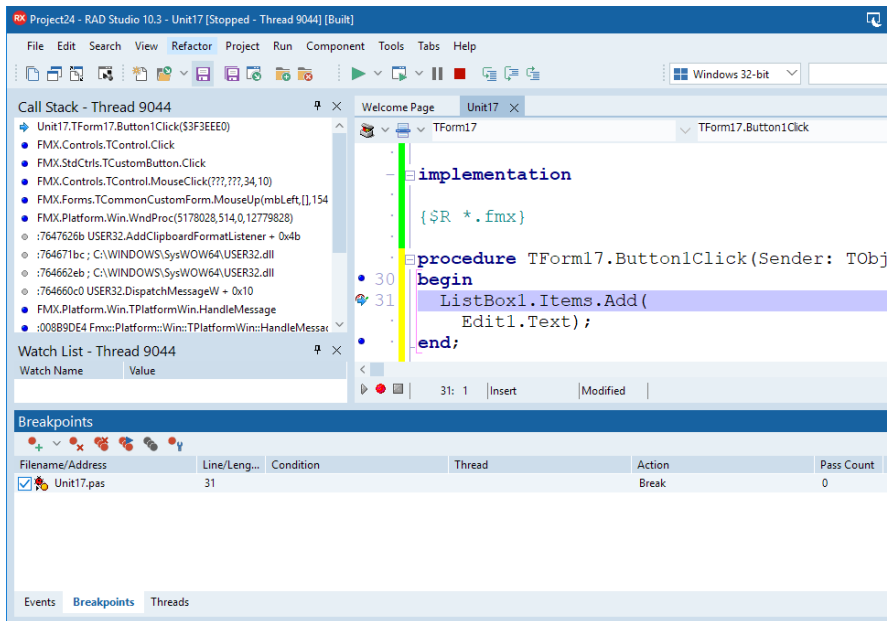 RX Project24 - RAD Studio 10.3 - Unit17 [Stopped - Thread 9044] [Built]
File Edit Search View Refactor Project Run Component Tools Tabs Help
Windows 32-bit
Call Stack - Thread 9044
Unit17.TForm17.Button1Click($3F3EEE0)
FMX.Controls.TControl.Click
FMX.StdCtrls.TCustomButton.Click
FMX.Controls.TControl.MouseClick(???,???,34,10)
FMX.Forms.TCommonCustomForm.MouseUp(mbLeft,[],154
FMX.Platform.Win.WndProc(5178028,514,0,12779828)
:7647626b USER32.AddClipboardFormatListener + 0x4b
:764671bc ; C:\WINDOWS\SysWOW64\USER32.dll
:764662eb ; C:\WINDOWS\SysWOW64\USER32.dll
:764660c0 USER32.DispatchMessageW + 0x10
FMX.Platform.Win.TPlatformWin.HandleMessage
:008B9DE4 Fmx::Platform::Win::TPlatformWin::HandleMessag
Watch List - Thread 9044
Watch Name Value
Welcome Page Unit17
TForm17 TForm17.Button1Click
implementation
{$R *.fmx}
procedure TForm17.Button1Click(Sender: TObj
30 begin
31 ListBox1.Items.Add(
Edit1.Text);
end;
31: 1 Insert Modified
Breakpoints
Filename/Address Line/Leng... Condition Thread Action Pass Count
Unit17.pas 31 Break 0
Events Breakpoints Threads